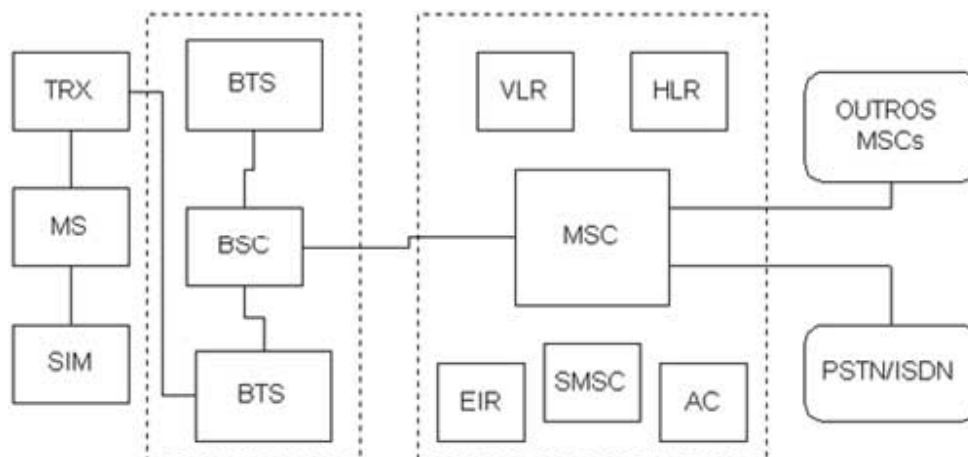 TRX
BTS
VLR
HLR
OUTROS
MSCs
MS
BSC
MSC
SIM
BTS
EIR
SMSC
AC
PSTN/ISDN